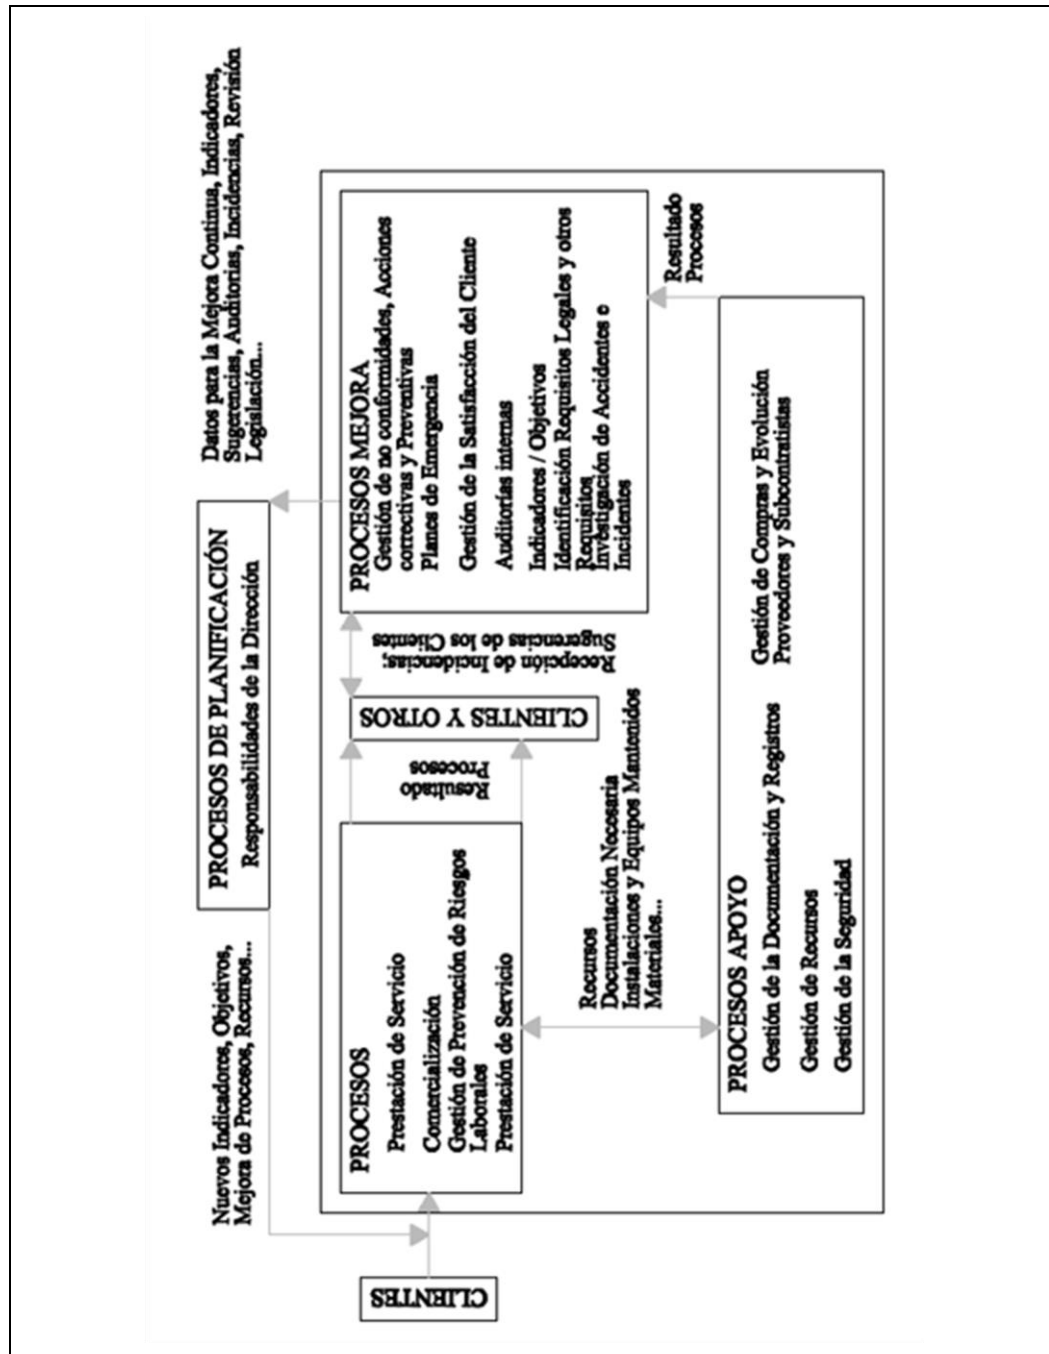 PROCESOS DE PLANIFICACIÓN
Responsabilidades de la Dirección
Nuevos Indicadores, Objetivos,
Mejora de Procesos, Recursos...
Datos para la Mejora Continua, Indicadores,
Sugerencias, Auditorias, Incidencias, Revisión
Legislación...
CLIENTES
PROCESOS
Prestación de Servicio
Comercialización
Gestión de Prevención de Riesgos
Laborales
Prestación de Servicio
Resultado
Procesos
CLIENTES Y OTROS
Recepción de Incidencias;
Sugerencias de los Clientes
PROCESOS MEJORA
Gestión de no conformidades, Acciones
correctivas y Preventivas
Planes de Emergencia
Gestión de la Satisfacción del Cliente
Auditorías internas
Indicadores / Objetivos
Identificación Requisitos Legales y otros
Requisitos
Investigación de Accidentes e
Incidentes
Recursos
Documentación Necesaria
Instalaciones y Equipos Mantenidos
Materiales...
Resultado
Procesos
PROCESOS APOYO
Gestión de la Documentación y Registros
Gestión de Recursos
Gestión de la Seguridad
Gestión de Compras y Evolución
Proveedores y Subcontratistas